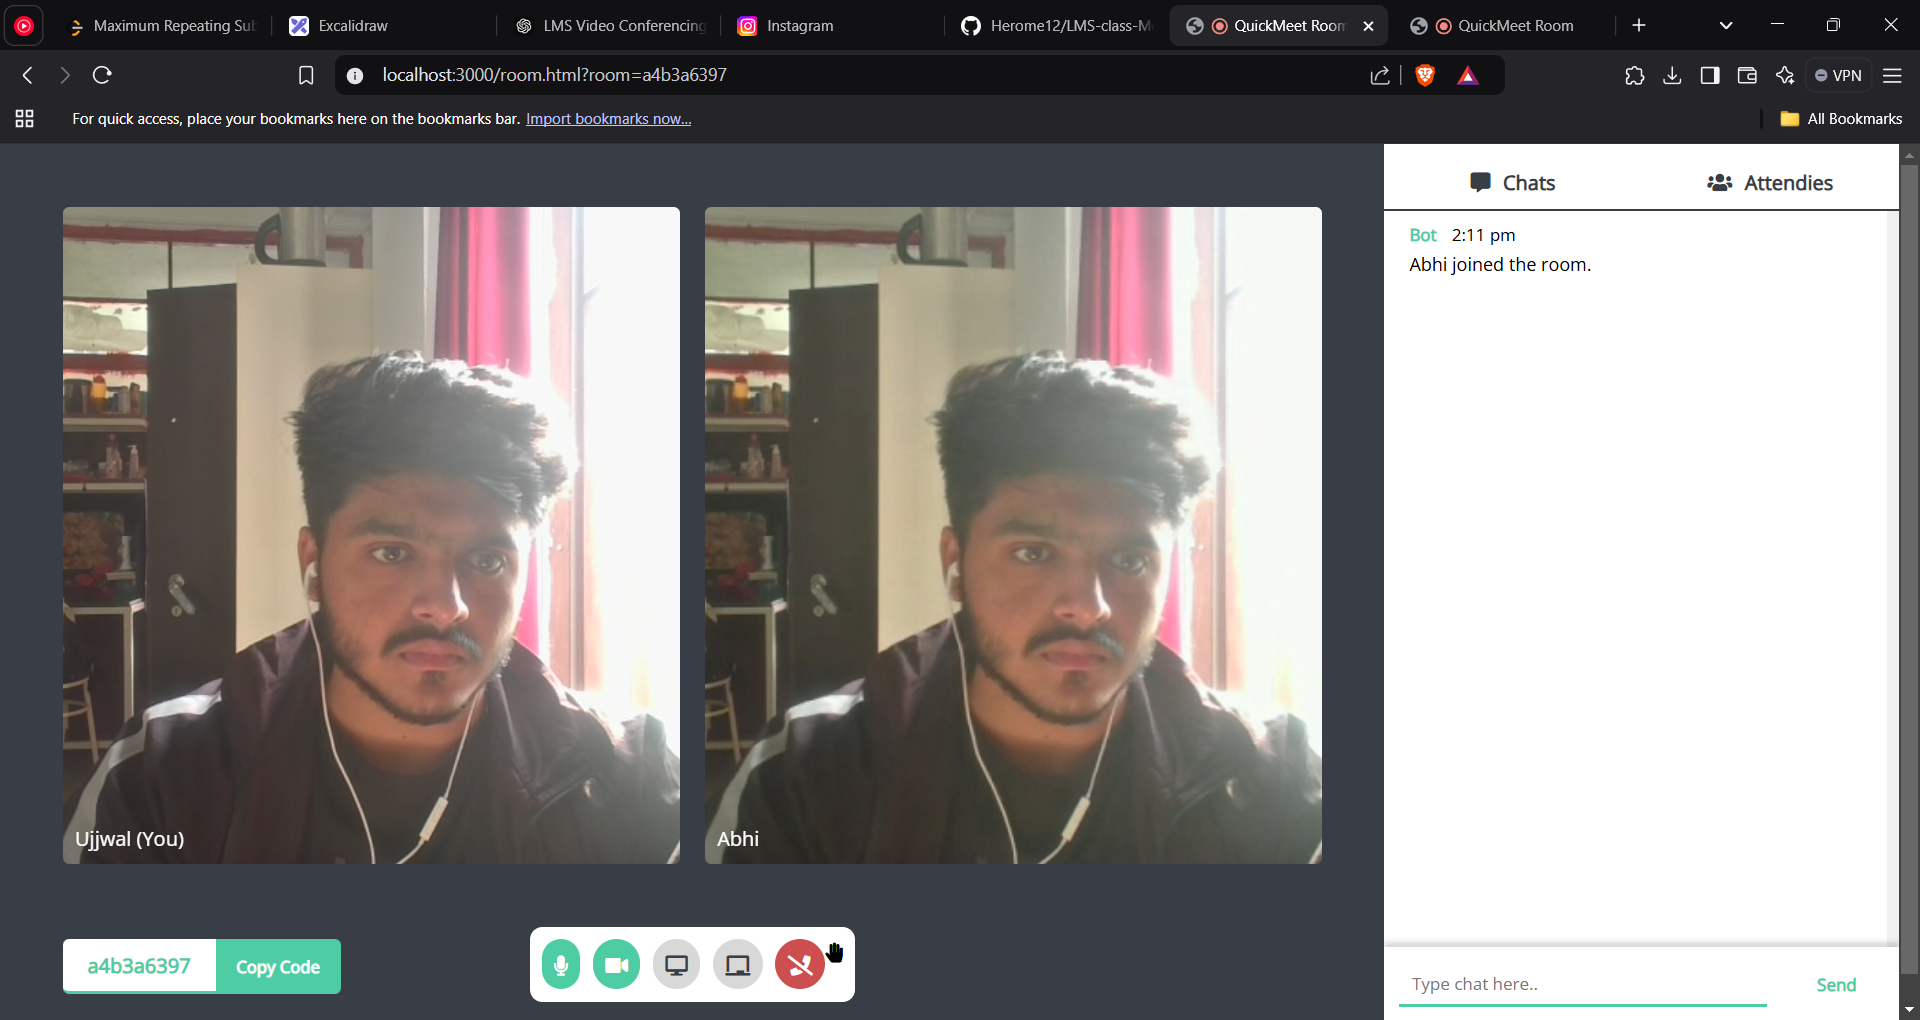 Maximum Repeating Sub
Excalidraw
LMS Video Conferencing
Instagram
Herome12/LMS-class-M
QuickMeet Room
QuickMeet Room
localhost:3000/room.html?room=a4b3a6397
VPN
For quick access, place your bookmarks here on the bookmarks bar. Import bookmarks now...
All Bookmarks
Chats
Attendies
Bot 2:11 pm
Abhi joined the room.
Ujjwal (You)
Abhi
a4b3a6397
Copy Code
Type chat here..
Send